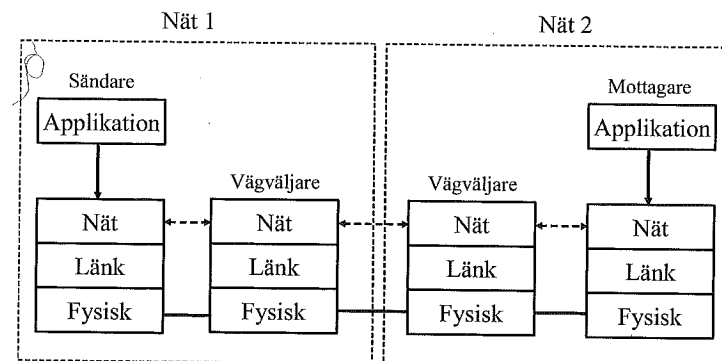 Nät 1
Nät 2
Sändare
Mottagare
Applikation
Applikation
Vägväljare
Vägväljare
Nät
Nät
Nät
Nät
Länk
Länk
Länk
Länk
Fysisk
Fysisk
Fysisk
Fysisk